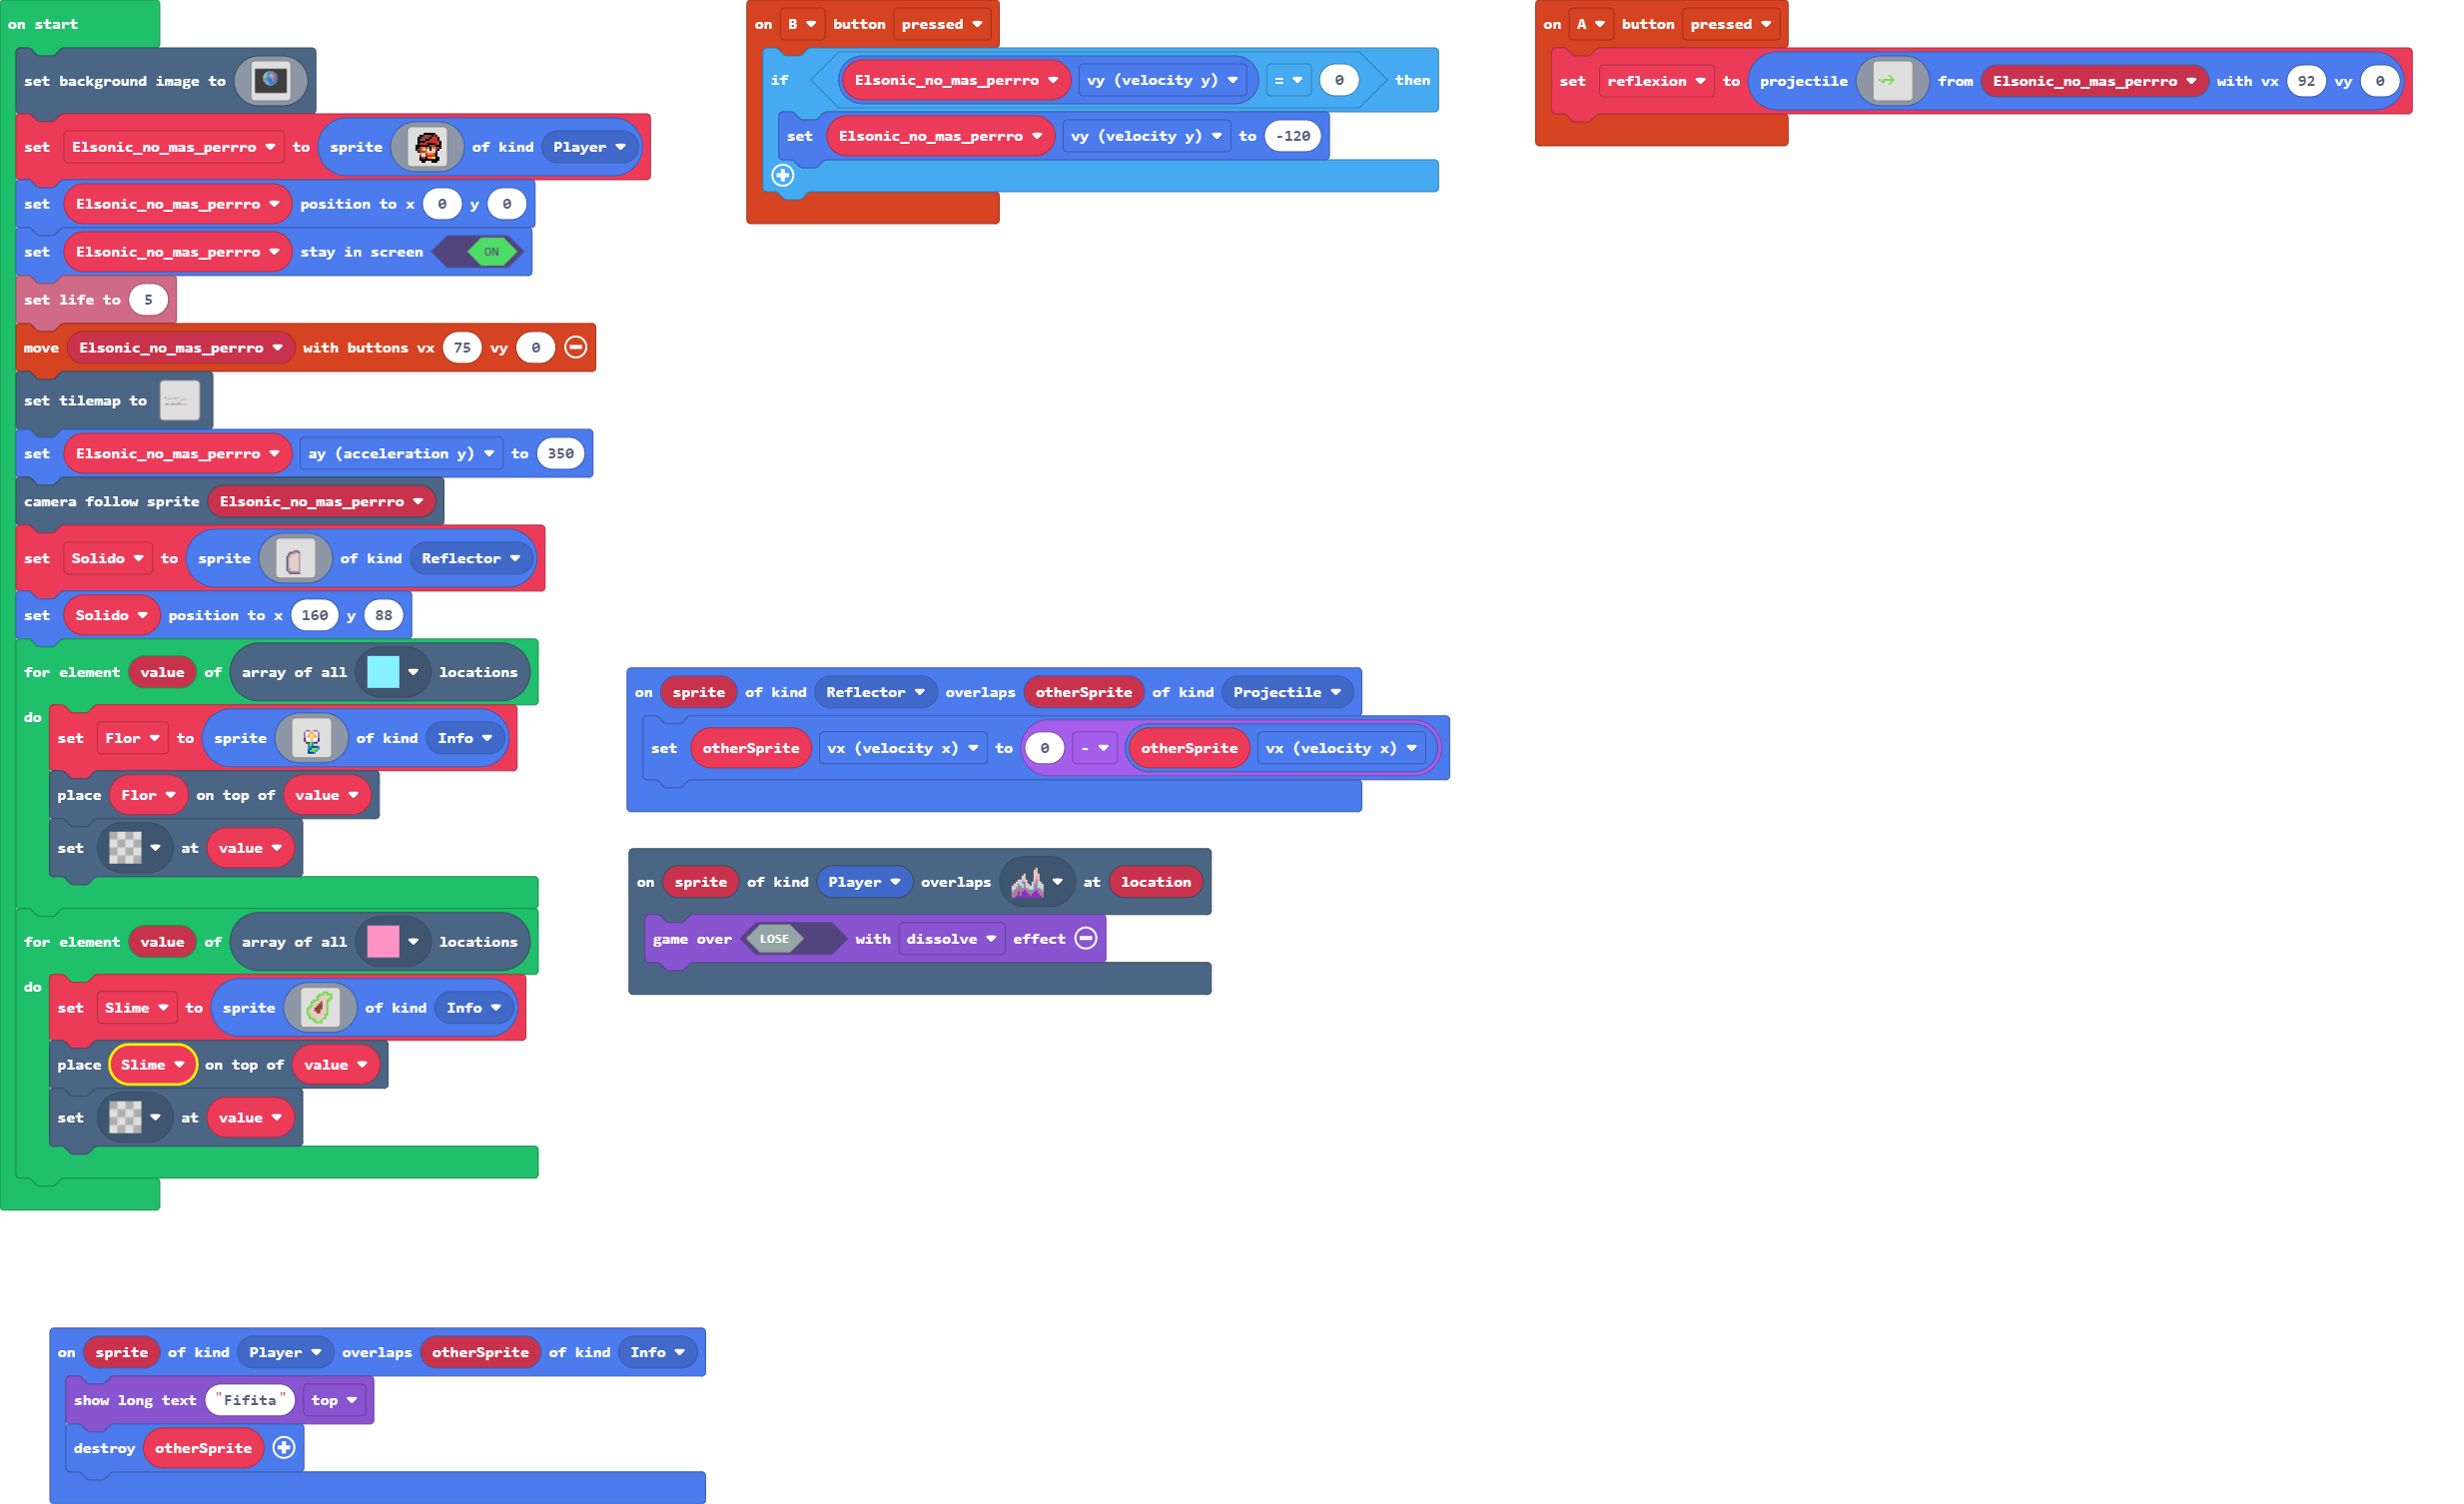 on start
set background image to
set Elsonic_no_mas_perrro to sprite of kind Player
set Elsonic_no_mas_perrro position to x 0 y 0
set Elsonic_no_mas_perrro stay in screen ON
set life to 5
move Elsonic_no_mas_perrro with buttons vx 75 vy 0
set tilemap to
set Elsonic_no_mas_perrro ay (acceleration y) to 350
camera follow sprite Elsonic_no_mas_perrro
set Solido to sprite of kind Reflector
set Solido position to x 160 y 88
for element value of array of all locations
do
set Flor to sprite of kind Info
place Flor on top of value
set at value
for element value of array of all locations
do
set Slime to sprite of kind Info
place Slime on top of value
set at value
on B button pressed
if Elsonic_no_mas_perrro vy (velocity y) = 0 then
set Elsonic_no_mas_perrro vy (velocity y) to -120
on A button pressed
set reflexion to projectile from Elsonic_no_mas_perrro with vx 92 vy 0
on sprite of kind Reflector overlaps otherSprite of kind Projectile
set otherSprite vx (velocity x) to 0 - otherSprite vx (velocity x)
on sprite of kind Player overlaps at location
game over LOSE with dissolve effect
on sprite of kind Player overlaps otherSprite of kind Info
show long text "Fifita" top
destroy otherSprite